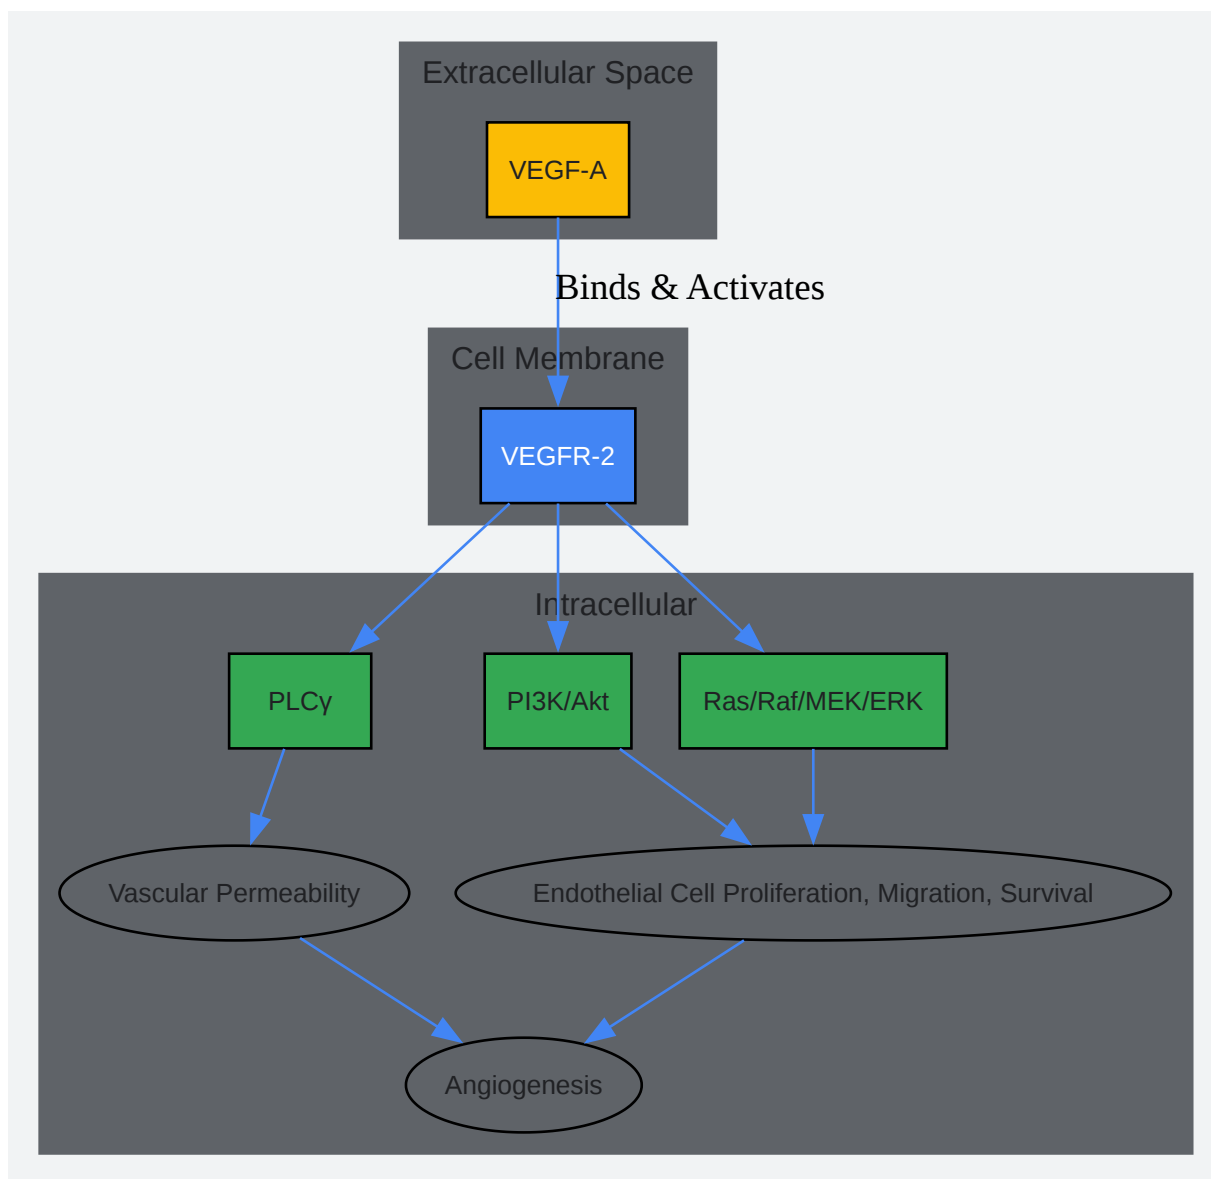 Extracellular Space
VEGF-A
Binds & Activates
Cell Membrane
VEGFR-2
Intracellular
PLCγ
PI3K/Akt
Ras/Raf/MEK/ERK
Vascular Permeability
Endothelial Cell Proliferation, Migration, Survival
Angiogenesis